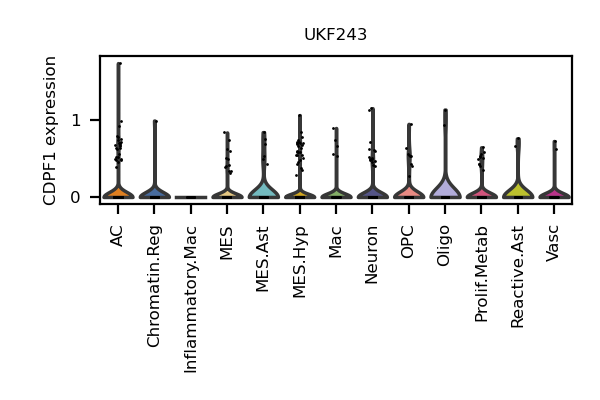 UKF243
CDPF1 expression
1
0
AC
Chromatin.Reg
Inflammatory.Mac
MES
MES.Ast
MES.Hyp
Mac
Neuron
OPC
Oligo
Prolif.Metab
Reactive.Ast
Vasc